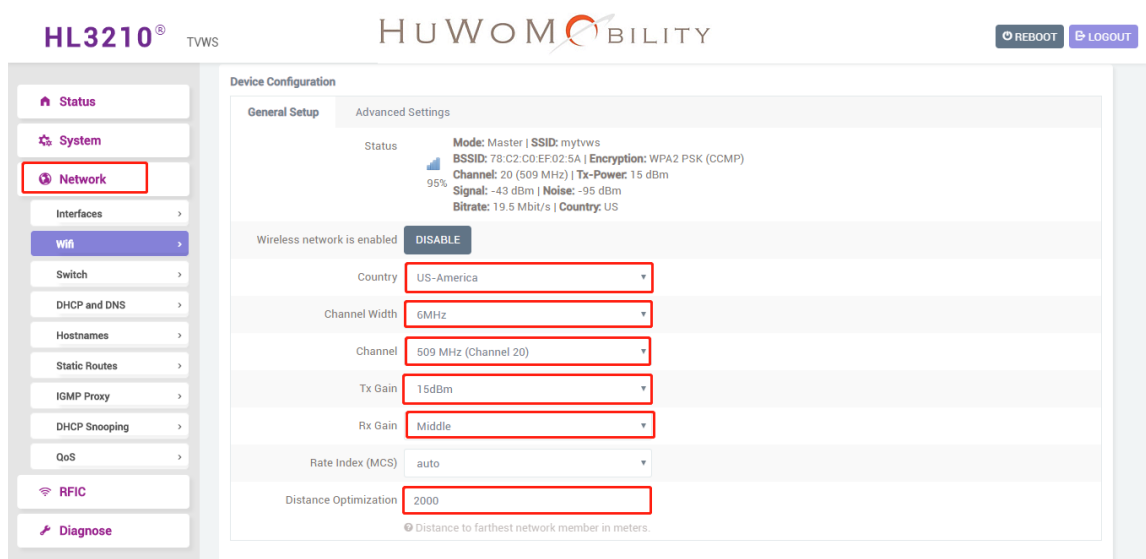 HL3210® TVWS
HUWOMOBILITY
REBOOT
LOGOUT
Status
System
Network
Interfaces
Wifi
Switch
DHCP and DNS
Hostnames
Static Routes
IGMP Proxy
DHCP Snooping
QoS
RFIC
Diagnose
Device Configuration
General Setup
Advanced Settings
Status
95%
Mode: Master | SSID: mytvws
BSSID: 78:C2:C0:EF:02:5A | Encryption: WPA2 PSK (CCMP)
Channel: 20 (509 MHz) | Tx-Power: 15 dBm
Signal: -43 dBm | Noise: -95 dBm
Bitrate: 19.5 Mbit/s | Country: US
Wireless network is enabled DISABLE
Country US-America
Channel Width 6MHz
Channel 509 MHz (Channel 20)
Tx Gain 15dBm
Rx Gain Middle
Rate Index (MCS) auto
Distance Optimization 2000
Distance to farthest network member in meters.